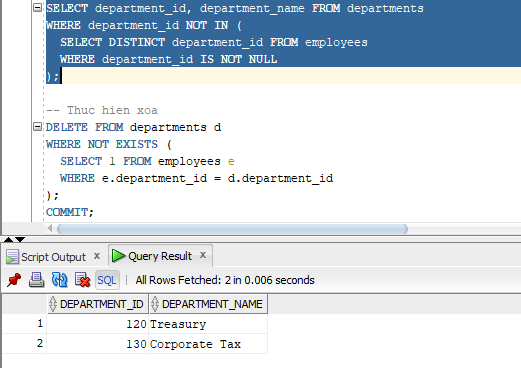 SELECT department_id, department_name FROM departments
WHERE department_id NOT IN (
SELECT DISTINCT department_id FROM employees
WHERE department_id IS NOT NULL
);
-- Thuc hien xoa
DELETE FROM departments d
WHERE NOT EXISTS (
SELECT 1 FROM employees e
WHERE e.department_id = d.department_id
);
COMMIT;
Script Output x Query Result x
SQL | All Rows Fetched: 2 in 0.006 seconds
DEPARTMENT_ID DEPARTMENT_NAME
1 120 Treasury
2 130 Corporate Tax